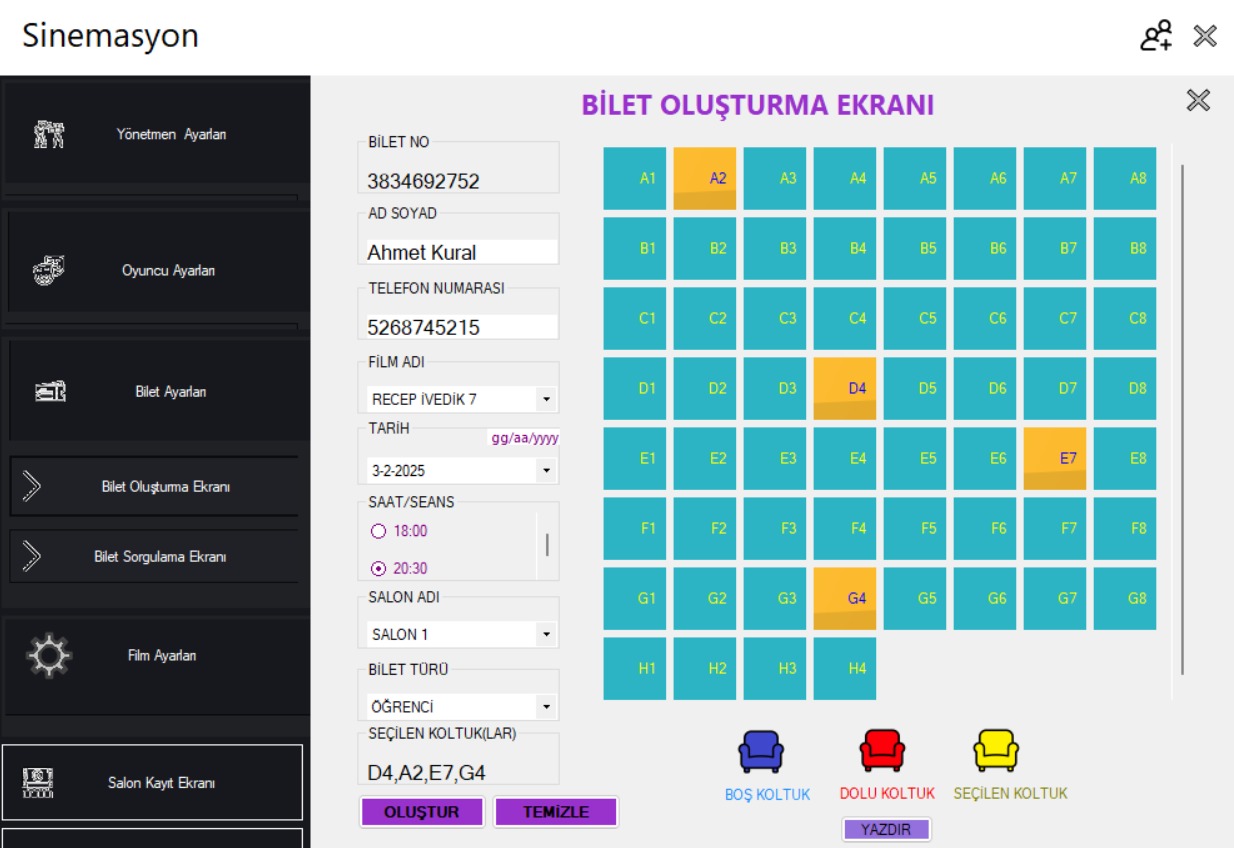 Sinemasyon
Yönetmen Ayarları
Oyuncu Ayarları
Bilet Ayarları
Bilet Oluşturma Ekranı
Bilet Sorgulama Ekranı
Film Ayarları
Salon Kayıt Ekranı
BİLET OLUŞTURMA EKRANI
BİLET NO
3834692752
AD SOYAD
Ahmet Kural
TELEFON NUMARASI
5268745215
FİLM ADI
RECEP İVEDİK 7
TARİH
gg/aa/yyyy
3-2-2025
SAAT/SEANS
18:00
20:30
SALON ADI
SALON 1
BİLET TÜRÜ
ÖĞRENCİ
SEÇİLEN KOLTUK(LAR)
D4,A2,E7,G4
OLUŞTUR TEMİZLE
A1 A2 A3 A4 A5 A6 A7 A8
B1 B2 B3 B4 B5 B6 B7 B8
C1 C2 C3 C4 C5 C6 C7 C8
D1 D2 D3 D4 D5 D6 D7 D8
E1 E2 E3 E4 E5 E6 E7 E8
F1 F2 F3 F4 F5 F6 F7 F8
G1 G2 G3 G4 G5 G6 G7 G8
H1 H2 H3 H4
BOŞ KOLTUK DOLU KOLTUK SEÇİLEN KOLTUK
YAZDIR